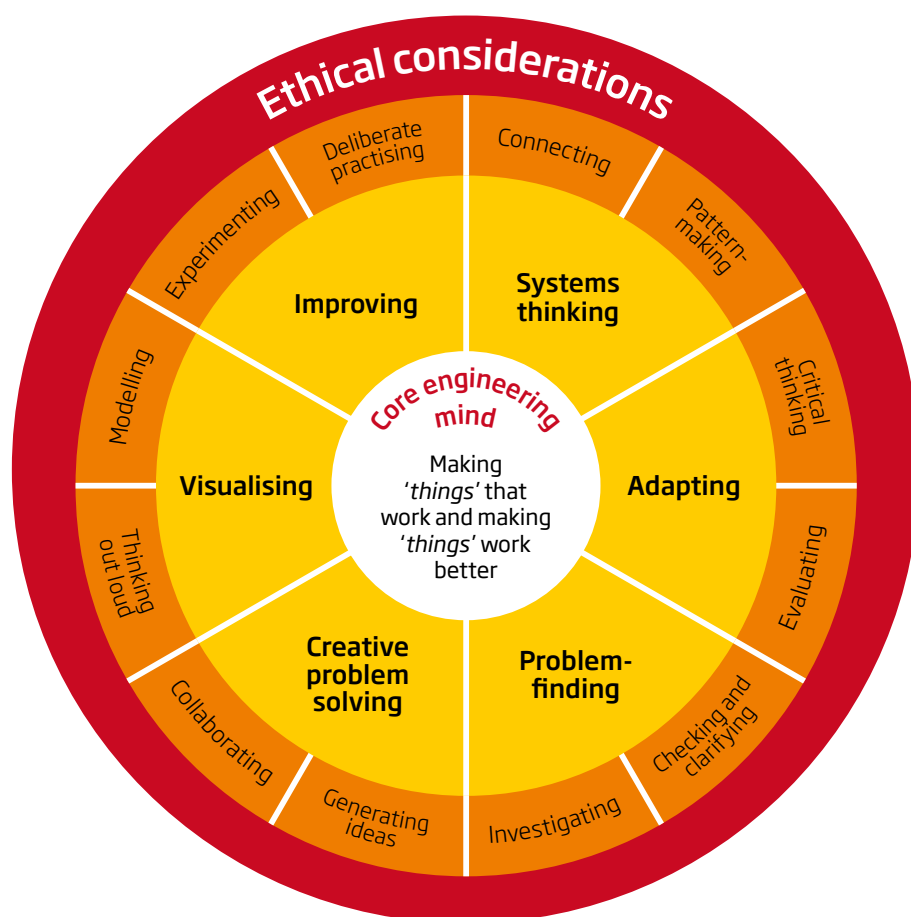 Ethical considerations
Deliberate
practising
Connecting
Pattern-
making
Critical
thinking
Evaluating
Checking and
clarifying
Investigating
Generating
ideas
Collaborating
Thinking
out loud
Modelling
Experimenting
Improving
Systems
thinking
Adapting
Problem-
finding
Creative
problem
solving
Visualising
Core engineering
mind
Making
‘things’ that
work and making
‘things’ work
better